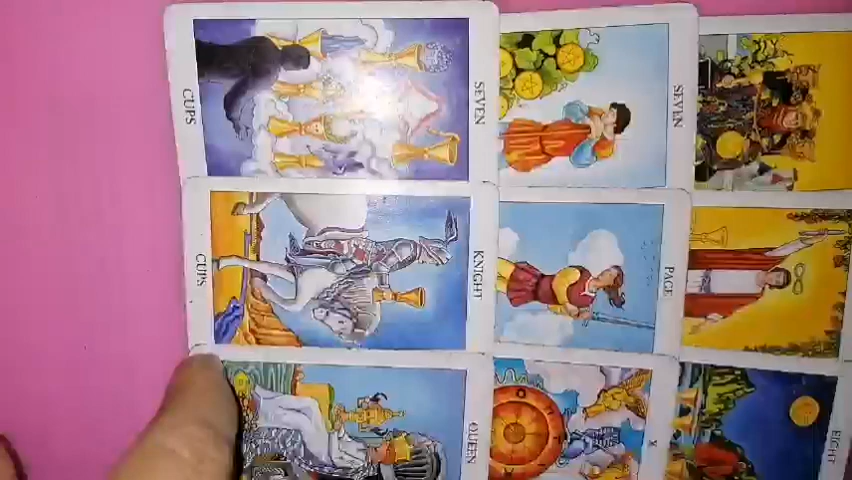 SEVEN
CUPS
SEVEN
KNIGHT
CUPS
PAGE
QUEEN
X
EIGHT